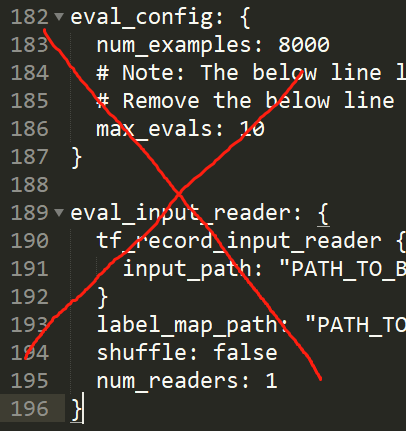 182 eval_config: {
183 num_examples: 8000
184 # Note: The below line l
185 # Remove the below line
186 max_evals: 10
187 }
188
189 eval_input_reader: {
190 tf_record_input_reader {
191 input_path: "PATH_TO_B
192 }
193 label_map_path: "PATH_TO
194 shuffle: false
195 num_readers: 1
196 }